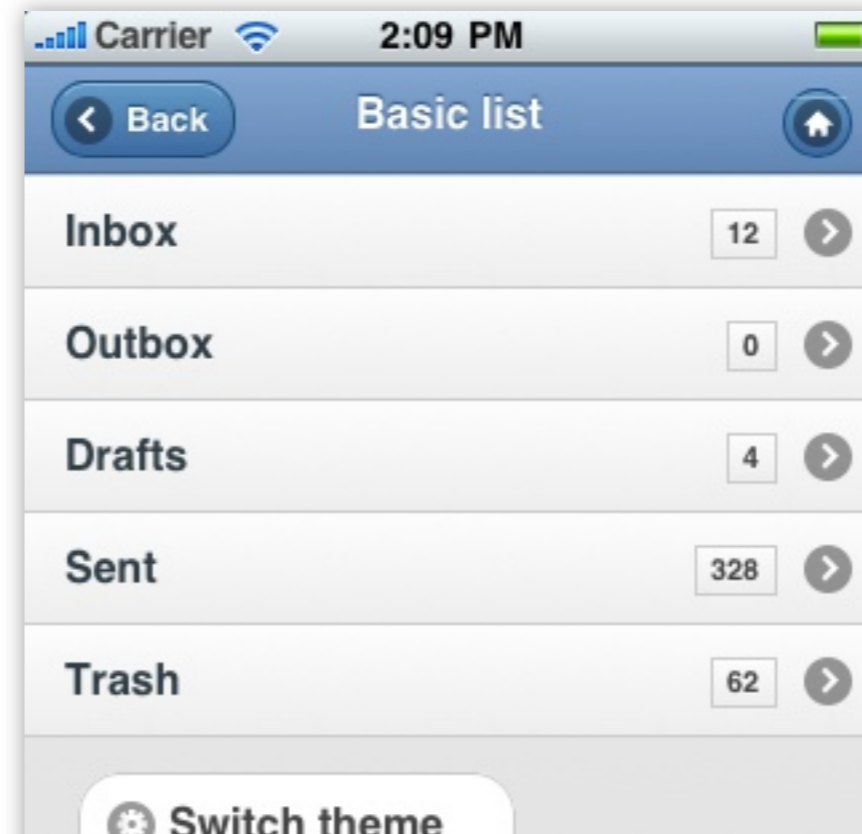 Carrier 2:09 PM
Back Basic list
Inbox 12
Outbox 0
Drafts 4
Sent 328
Trash 62
Switch theme